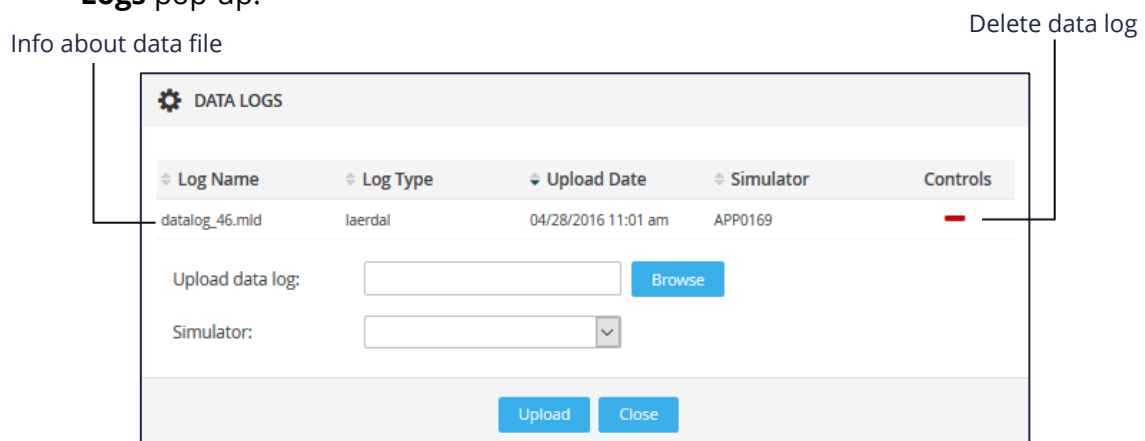 Logs pop-up.
Delete data log
Info about data file
DATA LOGS
Log Name Log Type Upload Date Simulator Controls
datalog_46.mld laerdal 04/28/2016 11:01 am APP0169
Upload data log: Browse
Simulator:
Upload Close